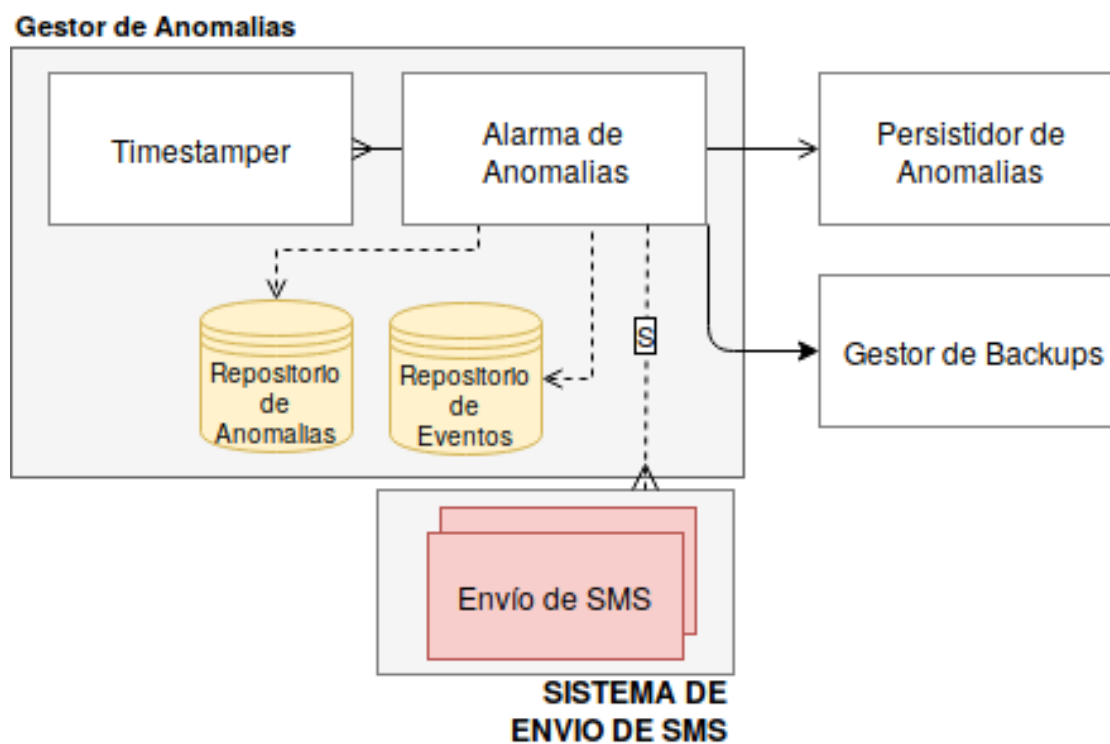 Gestor de Anomalias
Timestamper
Alarma de
Anomalias
Persistidor de
Anomalias
Repositorio
de
Anomalias
Repositorio
de
Eventos
S
Gestor de Backups
Envío de SMS
SISTEMA DE
ENVIO DE SMS